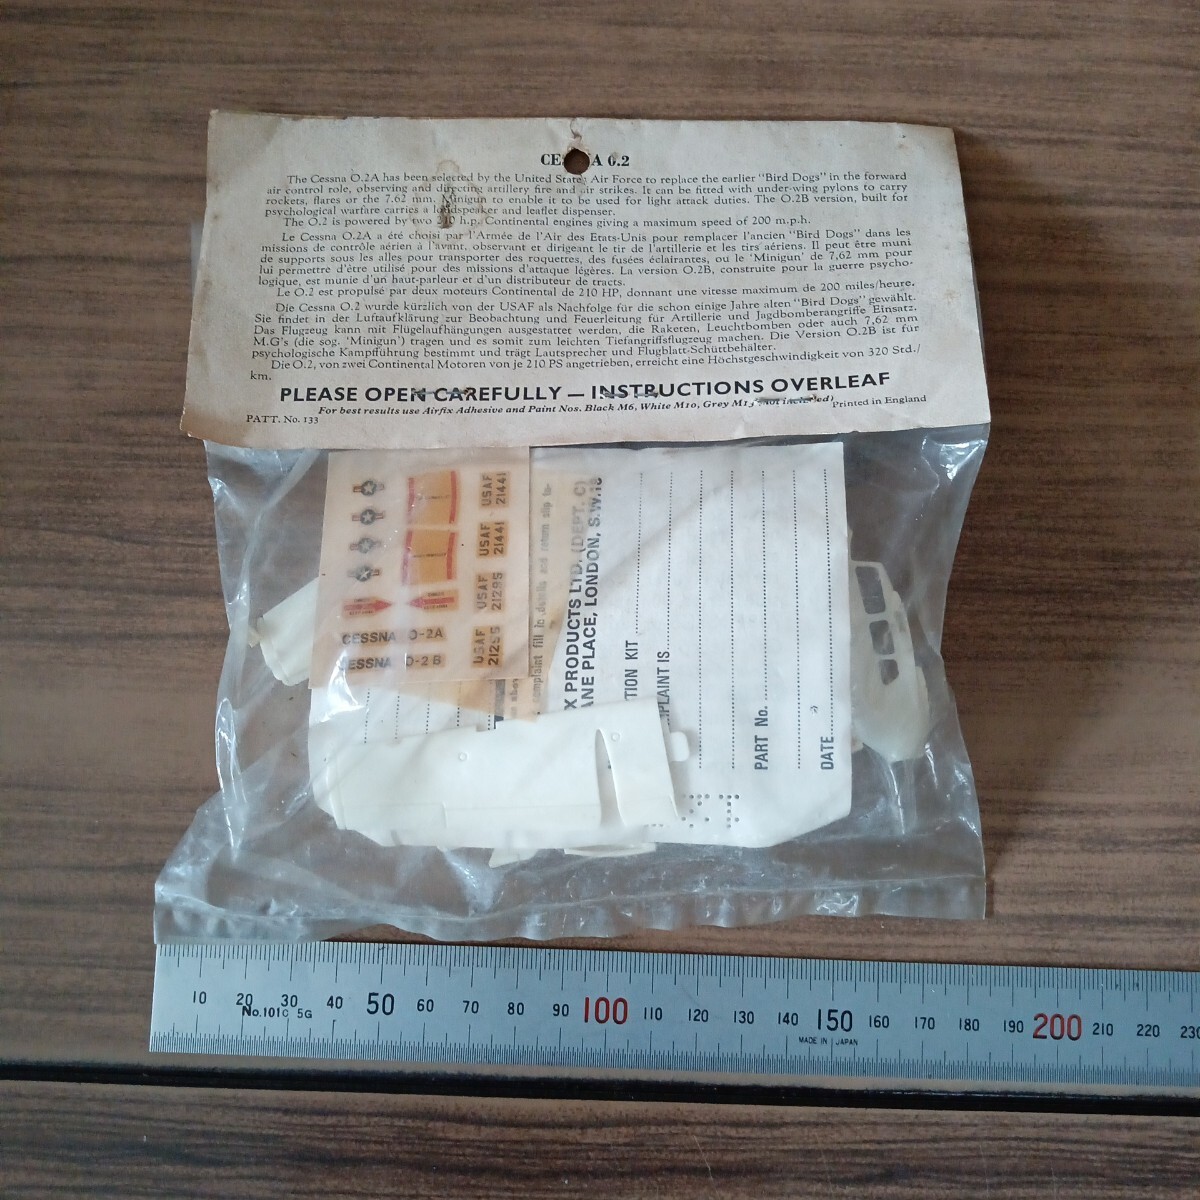 CESSNA O.2
The Cessna O.2A has been selected by the United States Air Force to replace the earlier "Bird Dogs" in the forward
air control role, observing and directing artillery fire and air strikes. It can be fitted with under-wing pylons to carry
rockets, flares or the 7.62 mm. Minigun to enable it to be used for light attack duties. The O.2B version, built for
psychological warfare carries a loudspeaker and leaflet dispenser.
The O.2 is powered by two 210 h.p. Continental engines giving a maximum speed of 200 m.p.h.
Le Cessna O.2A a été choisi par l'Armée de l'Air des Etats-Unis pour remplacer l'ancien "Bird Dogs" dans les
missions de contrôle aérien à l'avant, observant et dirigeant le tir de l'artillerie et les tirs aériens. Il peut être muni
de supports sous les alles pour transporter des roquettes, des fusées éclairantes, ou le 'Minigun' de 7,62 mm pour
lui permettre d'être utilisé pour des missions d'attaque légères. La version O.2B, construite pour la guerre psycho-
logique, est munie d'un haut-parleur et d'un distributeur de tracts.
Le O.2 est propulsé par deux moteurs Continental de 210 HP, donnant une vitesse maximum de 200 miles/heure.
Die Cessna O.2 wurde kürzlich von der USAF als Nachfolge für die schon einige Jahre alten "Bird Dogs" gewählt.
Sie findet in der Luftaufklärung zur Beobachtung und Feuerleitung für Artillerie und Jagdbomberangriffe Einsatz.
Das Flugzeug kann mit Flügelaufhängungen ausgestattet werden, die Raketen, Leuchtbomben oder auch 7,62 mm
M.G's (die sog. 'Minigun') tragen und es somit zum leichten Tiefangriffsflugzeug machen. Die Version O.2B ist für
psychologische Kampfführung bestimmt und trägt Lautsprecher und Flugblatt-Schüttbehälter.
Die O.2, von zwei Continental Motoren von je 210 PS angetrieben, erreicht eine Höchstgeschwindigkeit von 320 Std./
km.
PLEASE OPEN CAREFULLY — INSTRUCTIONS OVERLEAF
For best results use Airfix Adhesive and Paint Nos. Black M6, White M10, Grey M13 (not included)
PATT. No. 133
Printed in England
USAF
21441
USAF
21441
USAF
21295
USAF
21295
CESSNA O-2A
CESSNA O-2B
complaint fill in details and return slip to-
X PRODUCTS LTD. (DEPT. C)
ANE PLACE, LONDON, S.W.18
TION KIT
PLAINT IS
PART No.
DATE
10 20 30 40 50 60 70 80 90 100 110 120 130 140 150 160 170 180 190 200 210 220 230
No.101C 5G
MADE IN JAPAN